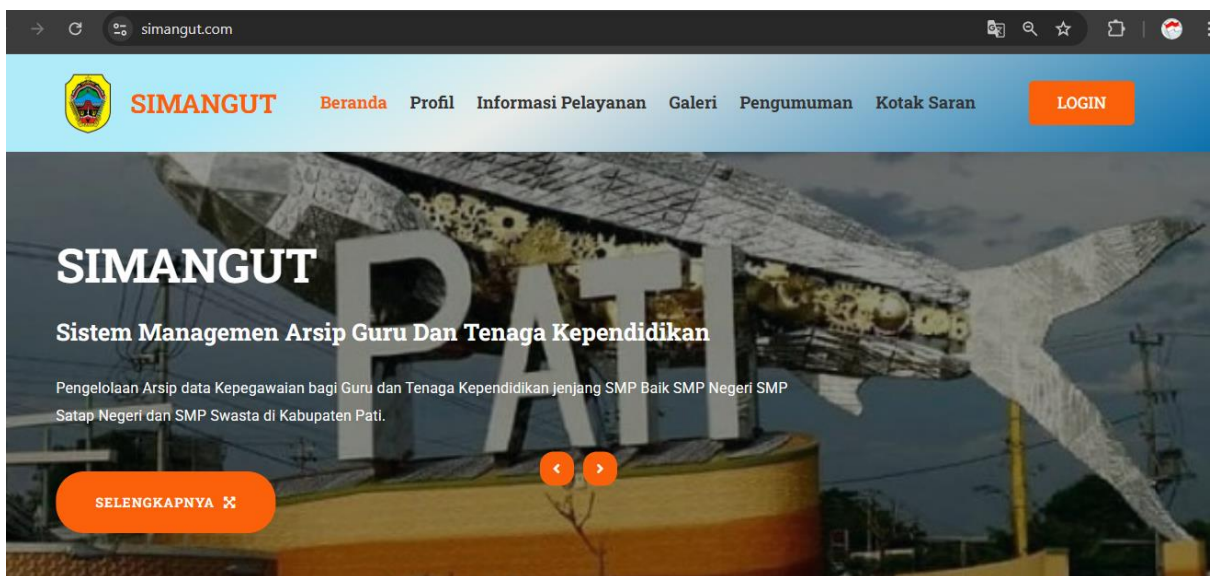 simangut.com
SIMANGUT Beranda Profil Informasi Pelayanan Galeri Pengumuman Kotak Saran LOGIN
PATI
SIMANGUT
Sistem Managemen Arsip Guru Dan Tenaga Kependidikan
Pengelolaan Arsip data Kepegawaian bagi Guru dan Tenaga Kependidikan jenjang SMP Baik SMP Negeri SMP
Satap Negeri dan SMP Swasta di Kabupaten Pati.
SELENGKAPNYA